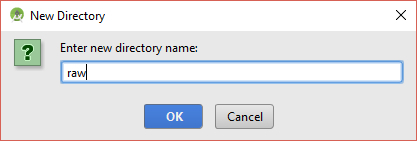 New Directory
Enter new directory name:
raw
OK
Cancel